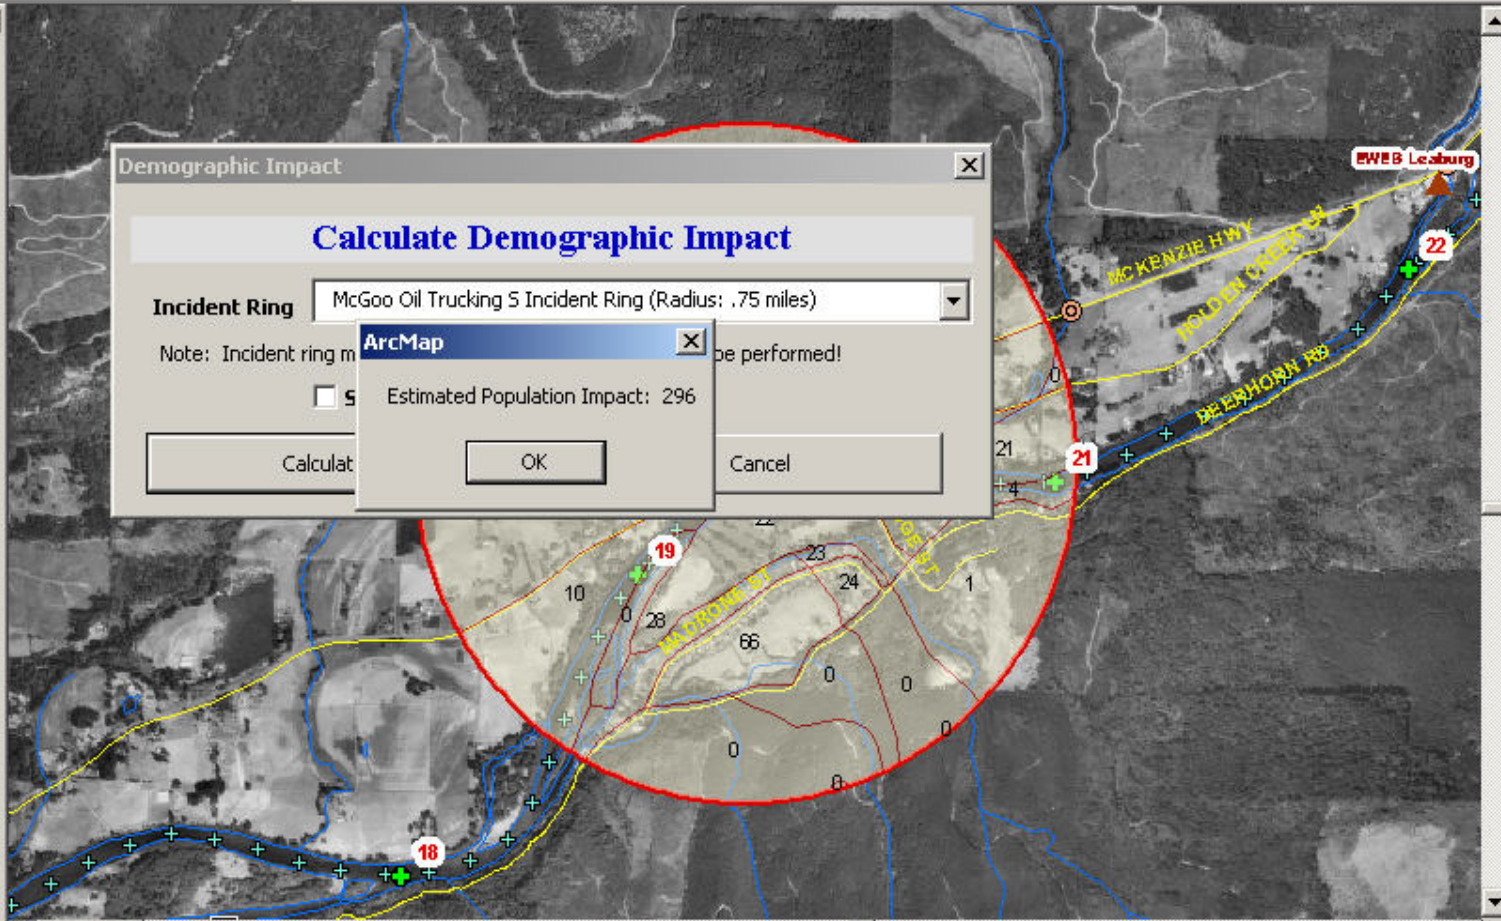 Demographic Impact
Calculate Demographic Impact
Incident Ring
McGoo Oil Trucking S Incident Ring (Radius: .75 miles)
Note: Incident ring m
be performed!
ArcMap
Estimated Population Impact: 296
OK
Calculat
Cancel
EWEB Leaburg
22
MCKENZIE HWY
HOLDEN CREEK LN
DEERHORN RD
0
21
21
4
22
19
23
24
1
10
0
28
MADRONE ST
66
0
0
0
0
0
18